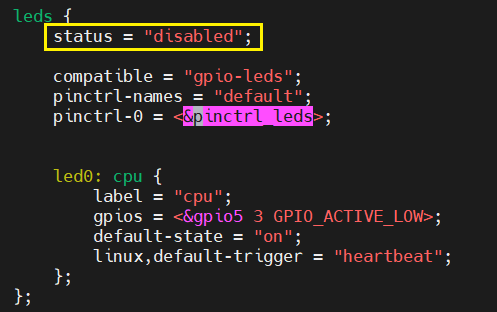 leds {
status = "disabled";
compatible = "gpio-leds";
pinctrl-names = "default";
pinctrl-0 = <&pinctrl_leds>;
led0: cpu {
label = "cpu";
gpios = <&gpio5 3 GPIO_ACTIVE_LOW>;
default-state = "on";
linux,default-trigger = "heartbeat";
};
};